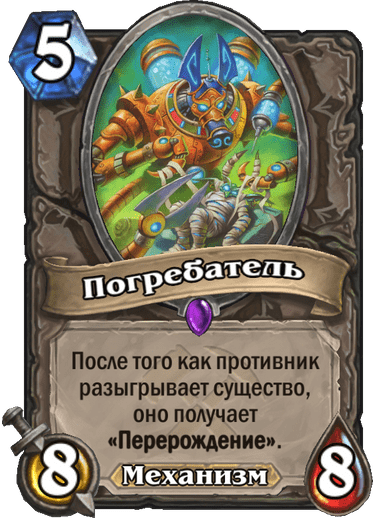 5
Погребатель
После того как противник
разыгрывает существо,
оно получает
«Перерождение».
8
Механизм
8